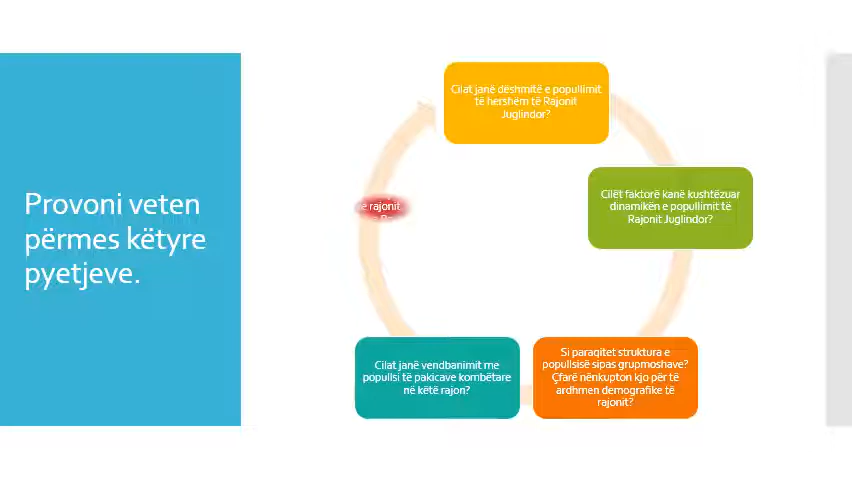 Provoni veten
përmes këtyre
pyetjeve.
Cilat janë dëshmitë e popullimit
të hershëm të Rajonit
Juglindor?
Cilët faktorë kanë kushtëzuar
dinamikën e popullimit të
Rajonit Juglindor?
Si paraqitet struktura e
popullsisë sipas grupmoshave?
Çfarë nënkupton kjo për të
ardhmen demografike të
rajonit?
Cilat janë vendbanimit me
popullsi të pakicave kombëtare
në këtë rajon?
e rajonit